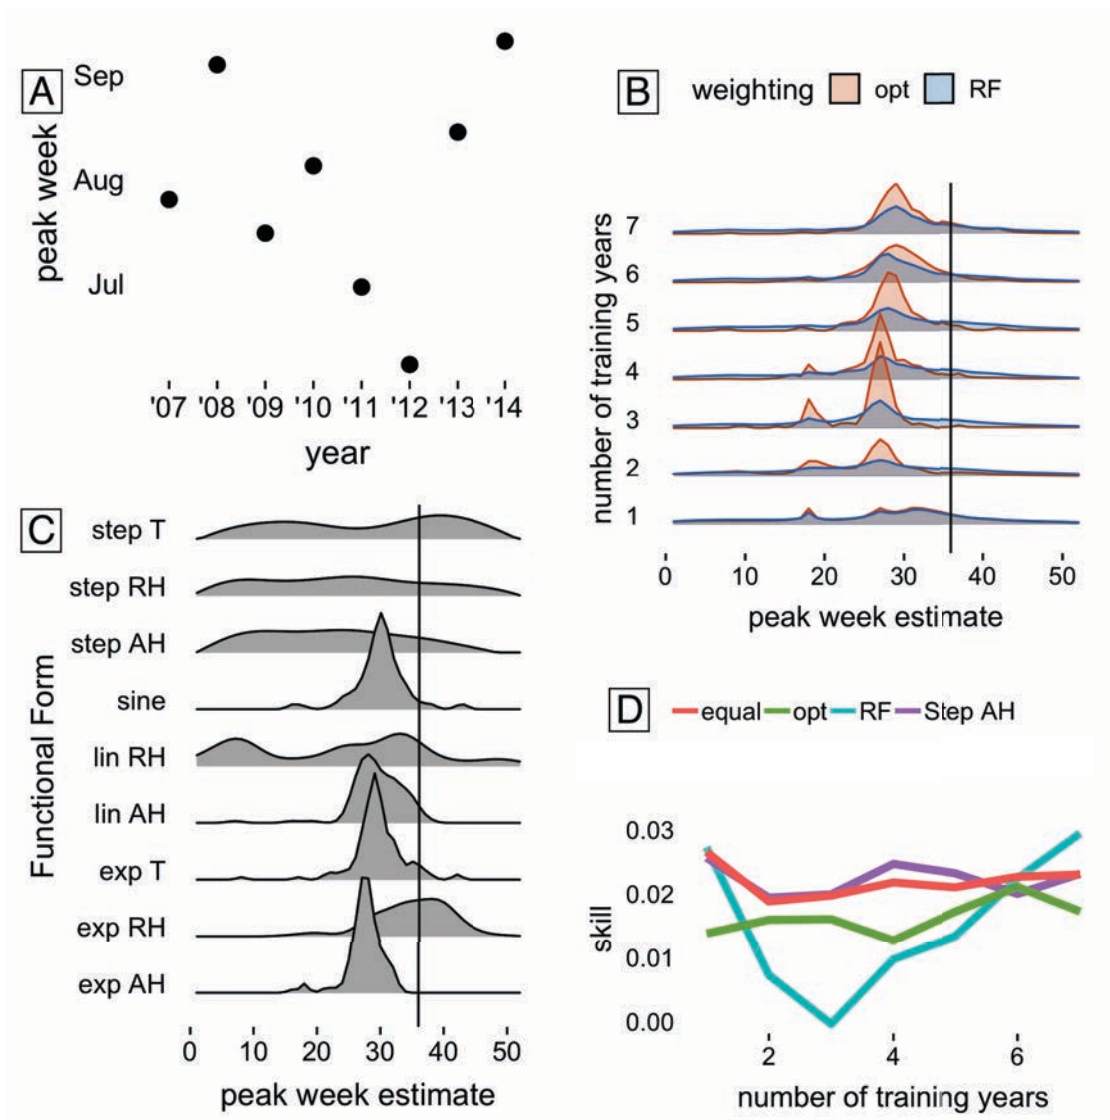 A
peak week
Sep
Aug
Jul
'07 '08 '09 '10 '11 '12 '13 '14
year
B
weighting opt RF
number of training years
7
6
5
4
3
2
1
0 10 20 30 40 50
peak week estimate
C
Functional Form
step T
step RH
step AH
sine
lin RH
lin AH
exp T
exp RH
exp AH
0 10 20 30 40 50
peak week estimate
D
equal opt RF Step AH
skill
0.03
0.02
0.01
0.00
2 4 6
number of training years